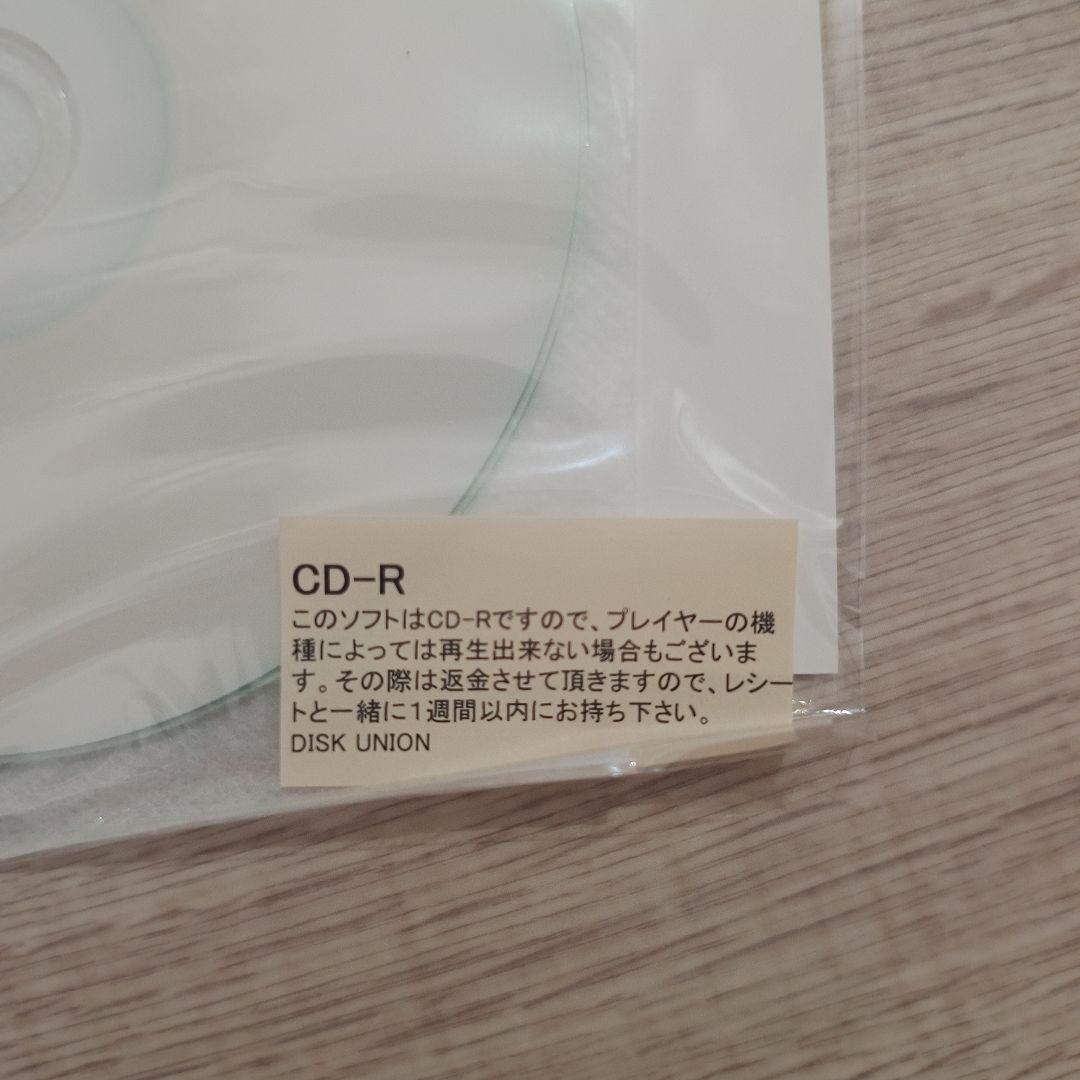 CD-R
このソフトはCD-Rですので、プレイヤーの機
種によっては再生出来ない場合もございま
す。その際は返金させて頂きますので、レシー
トと一緒に1週間以内にお持ち下さい。
DISK UNION